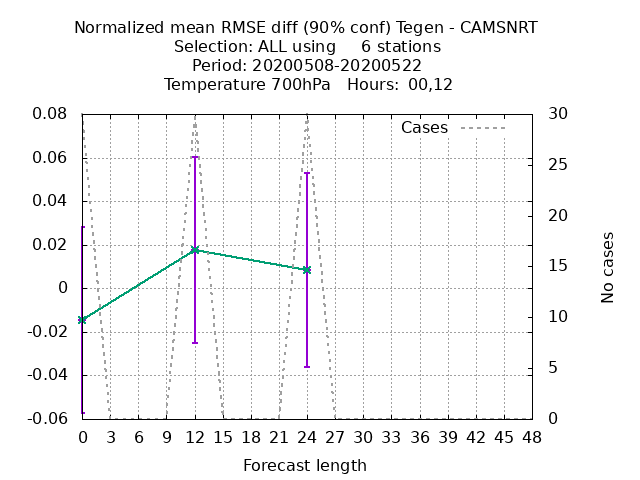 Normalized mean RMSE diff (90% conf) Tegen - CAMSNRT
Selection: ALL using     6 stations
Period: 20200508-20200522
Temperature 700hPa   Hours:  00,12
Cases
0.08
0.06
0.04
0.02
0
-0.02
-0.04
-0.06
30
25
20
15
10
5
0
No cases
0 3 6 9 12 15 18 21 24 27 30 33 36 39 42 45 48
Forecast length